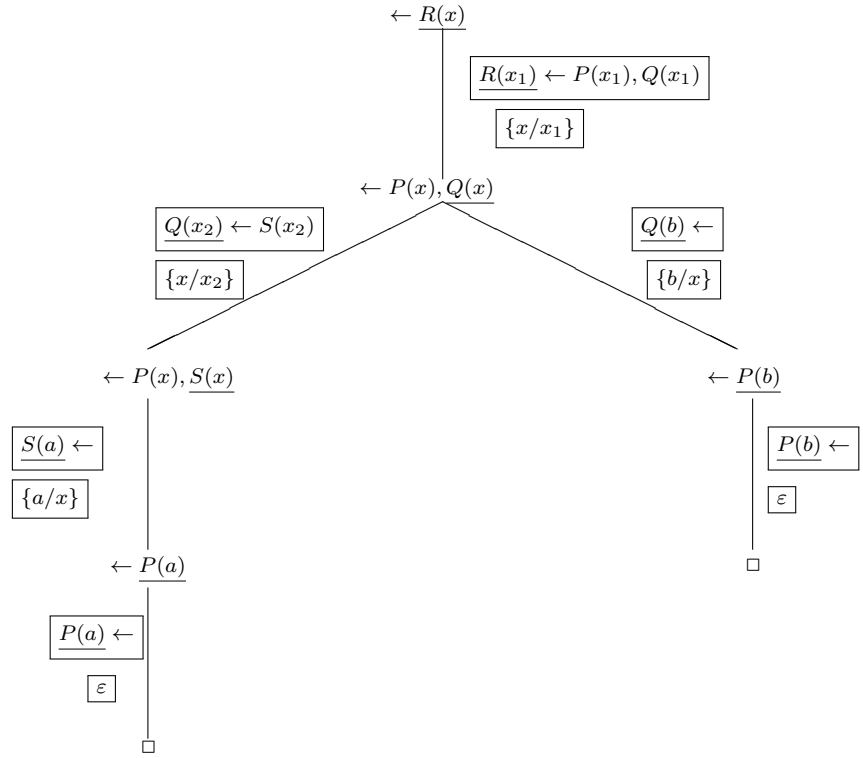 ← R(x)
R(x₁) ← P(x₁), Q(x₁)
{x/x₁}
← P(x), Q(x)
Q(x₂) ← S(x₂)
{x/x₂}
Q(b) ←
{b/x}
← P(x), S(x)
← P(b)
S(a) ←
{a/x}
P(b) ←
ε
← P(a)
□
P(a) ←
ε
□